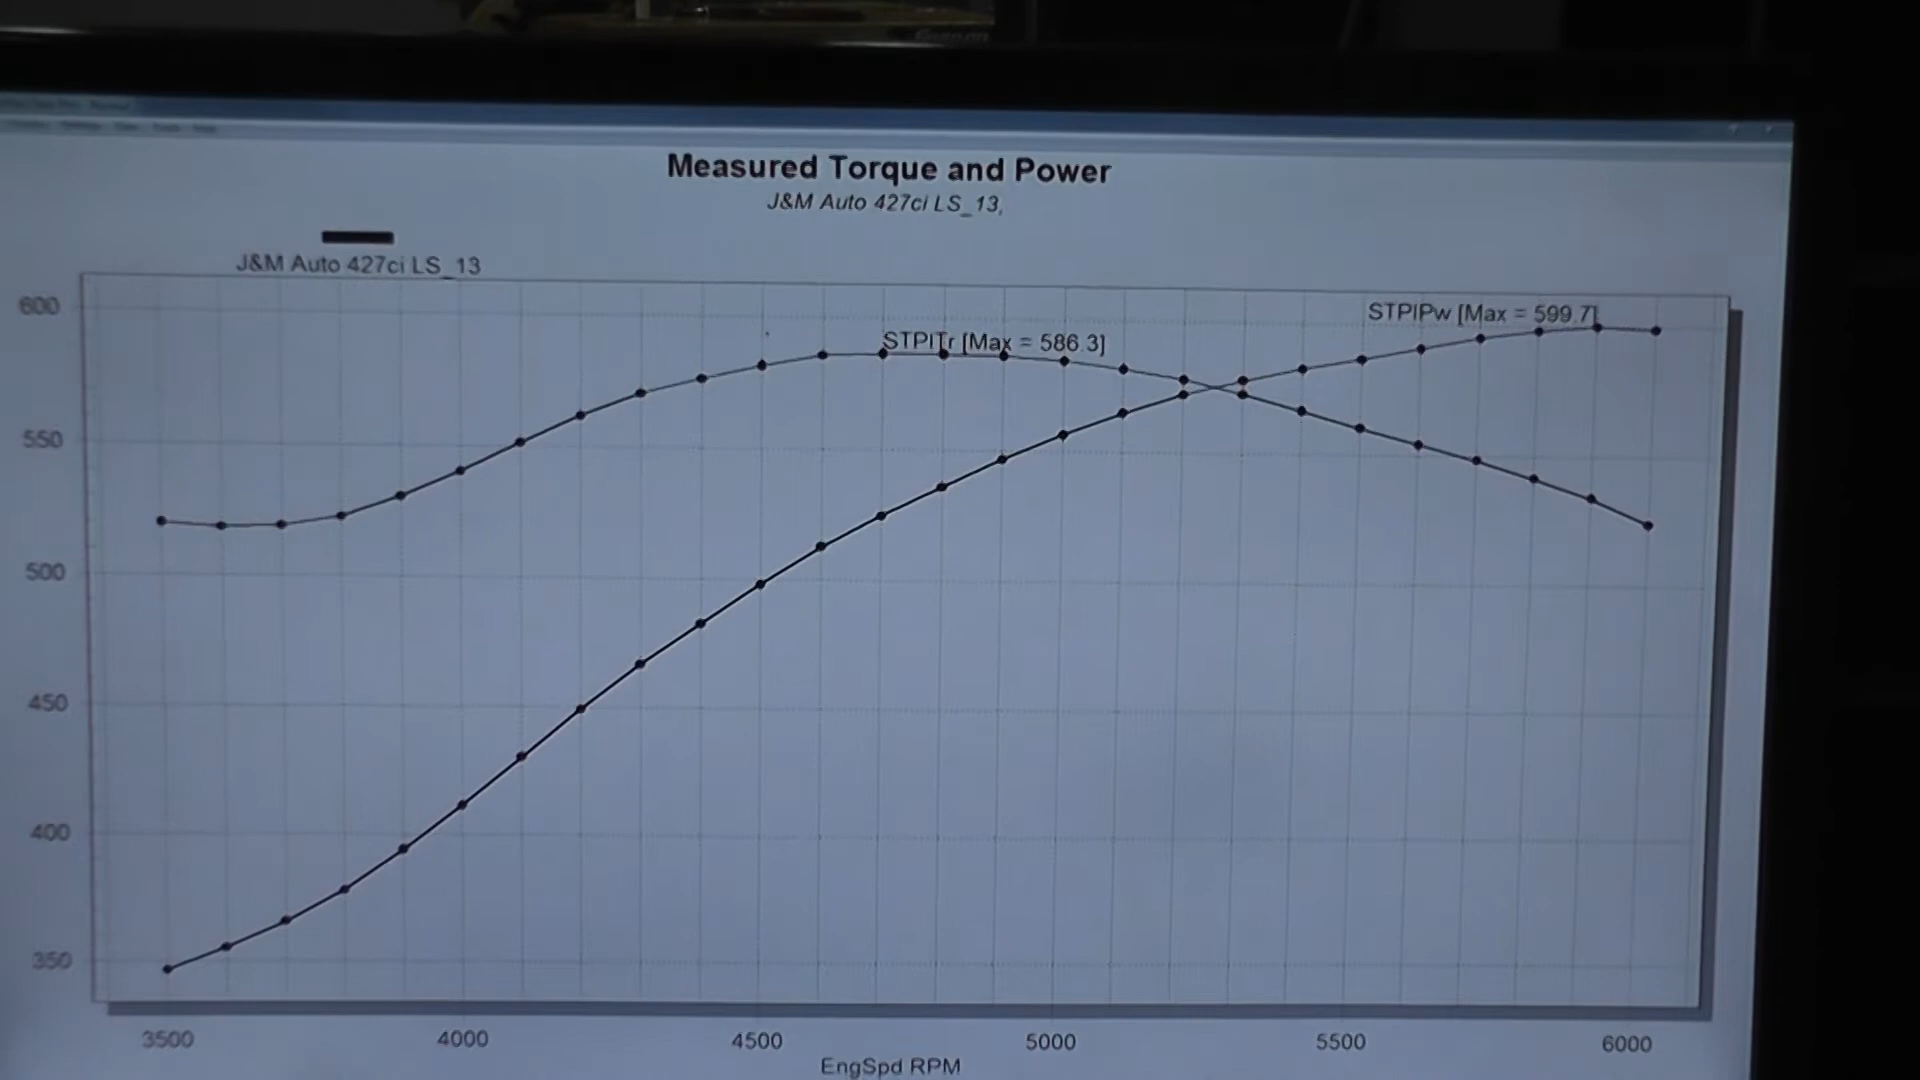 Measured Torque and Power
J&M Auto 427ci LS_13,
J&M Auto 427ci LS_13
STPITr [Max = 586.3]
STPIPw [Max = 599.7]
600
550
500
450
400
350
3500 4000 4500 5000 5500 6000
EngSpd RPM